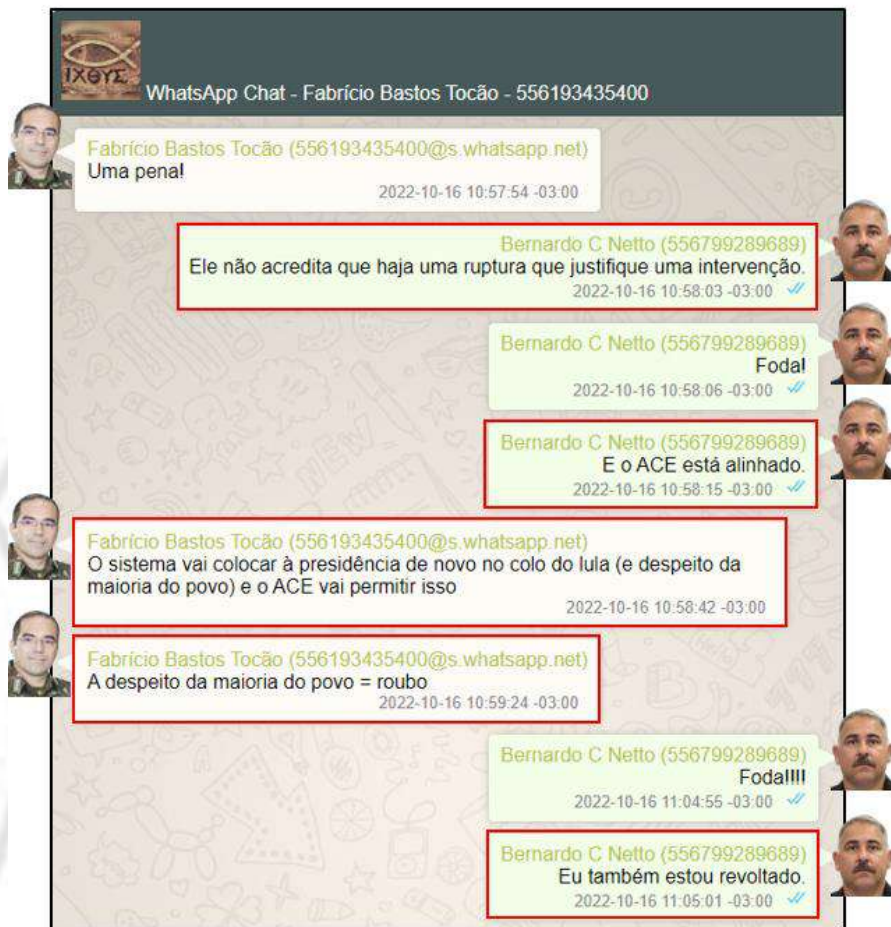 ΙΧΘΥΣ
WhatsApp Chat - Fabrício Bastos Tocão - 556193435400
Fabrício Bastos Tocão (556193435400@s.whatsapp.net)
Uma pena!
2022-10-16 10:57:54 -03:00
Bernardo C Netto (556799289689)
Ele não acredita que haja uma ruptura que justifique uma intervenção.
2022-10-16 10:58:03 -03:00
Bernardo C Netto (556799289689)
Foda!
2022-10-16 10:58:06 -03:00
Bernardo C Netto (556799289689)
E o ACE está alinhado.
2022-10-16 10:58:15 -03:00
Fabrício Bastos Tocão (556193435400@s.whatsapp.net)
O sistema vai colocar à presidência de novo no colo do lula (e despeito da
maioria do povo) e o ACE vai permitir isso
2022-10-16 10:58:42 -03:00
Fabrício Bastos Tocão (556193435400@s.whatsapp.net)
A despeito da maioria do povo = roubo
2022-10-16 10:59:24 -03:00
Bernardo C Netto (556799289689)
Foda!!!!
2022-10-16 11:04:55 -03:00
Bernardo C Netto (556799289689)
Eu também estou revoltado.
2022-10-16 11:05:01 -03:00